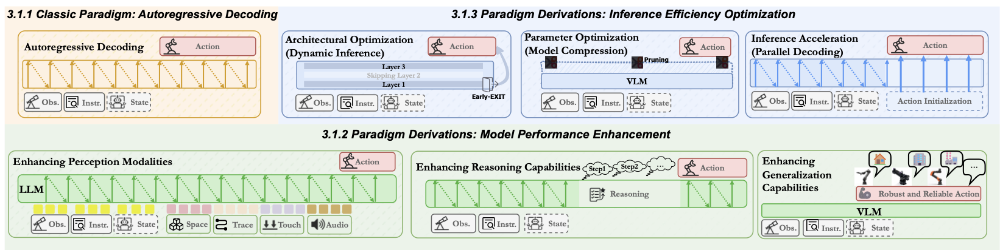 3.1.1 Classic Paradigm: Autoregressive Decoding
Autoregressive Decoding
Action
Obs.
Instr.
State
3.1.3 Paradigm Derivations: Inference Efficiency Optimization
Architectural Optimization
(Dynamic Inference)
Action
Layer 3
Skipping Layer 2
Layer 1
Early-EXIT
Obs.
Instr.
State
Parameter Optimization
(Model Compression)
Action
Pruning
VLM
Obs.
Instr.
State
Inference Acceleration
(Parallel Decoding)
Action
Obs.
Instr.
State
Action Initialization
3.1.2 Paradigm Derivations: Model Performance Enhancement
Enhancing Perception Modalities
Action
LLM
Obs.
Instr.
State
Space
Trace
Touch
Audio
Enhancing Reasoning Capabilities
Step1
Step2
...
Action
Reasoning
Obs.
Instr.
State
Enhancing
Generalization
Capabilities
...
Robust and Reliable Action
VLM
Obs.
Instr.
State